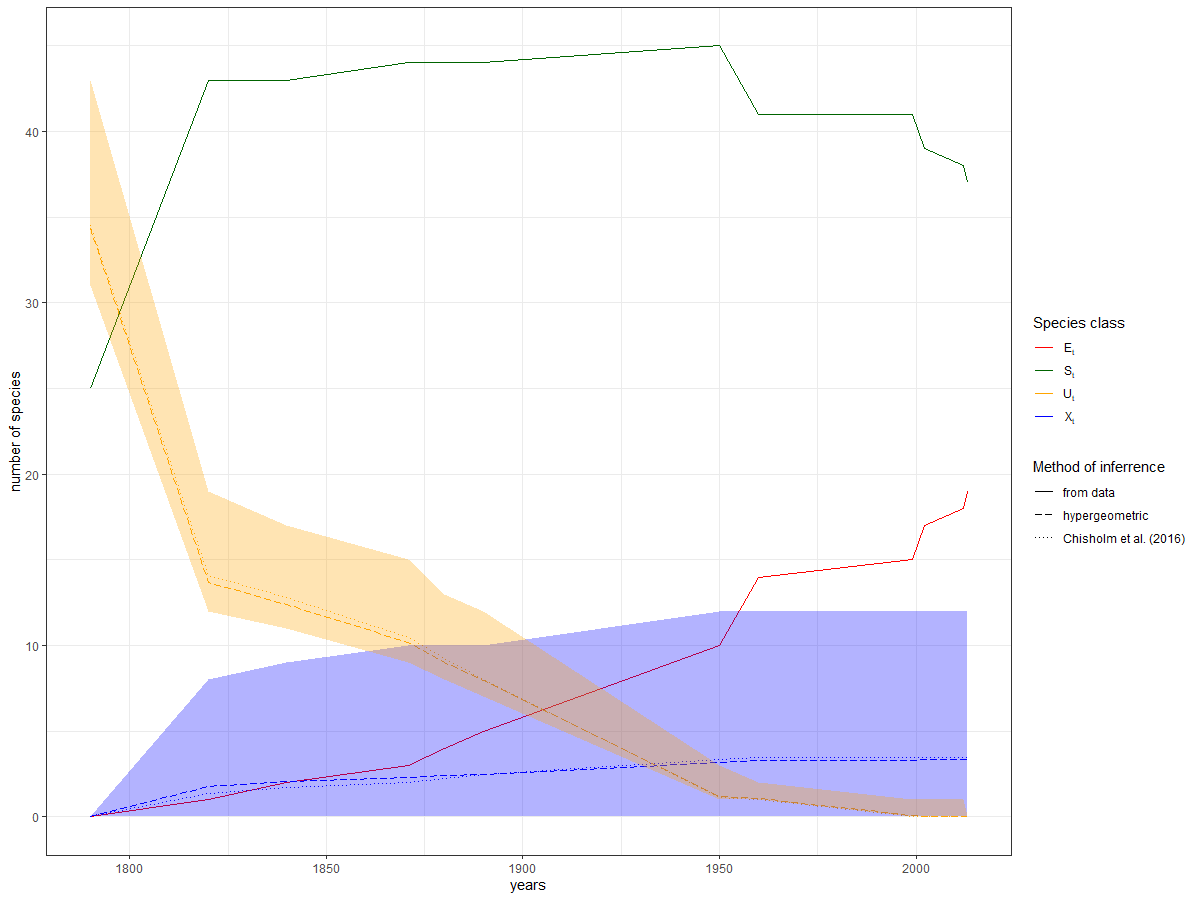 number of species
40
30
20
10
0
1800
1850
1900
1950
2000
years
Species class
Eₜ
Sₜ
Uₜ
Xₜ
Method of inferrence
from data
hypergeometric
Chisholm et al. (2016)